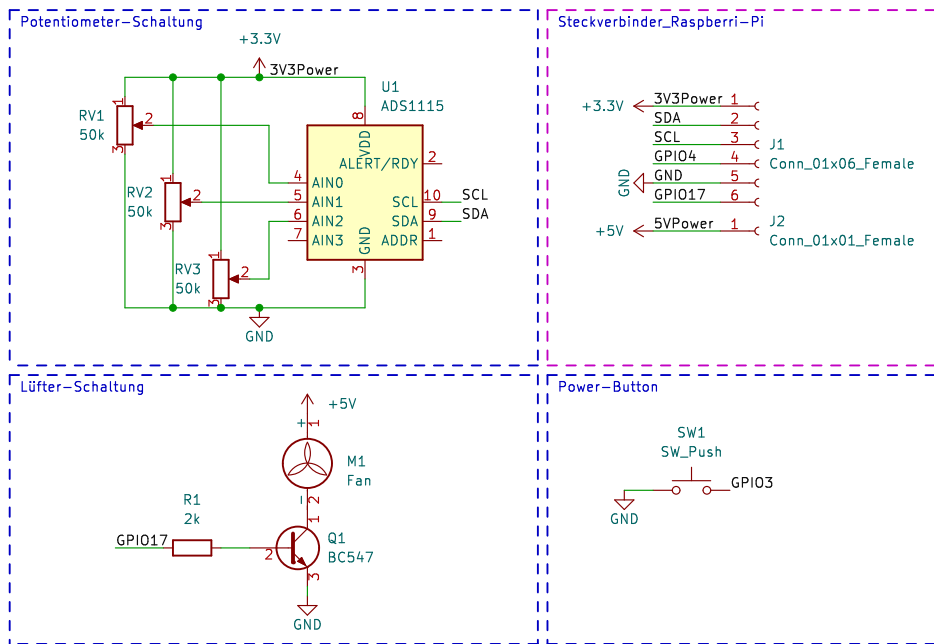 Potentiometer-Schaltung
+3.3V
3V3Power
U1
ADS1115
RV1
50k
1
2
3
RV2
50k
1
2
3
RV3
50k
1
2
3
8
VDD
ALERT/RDY 2
4 AIN0
5 AIN1
6 AIN2
7 AIN3
SCL 10 SCL
SDA 9 SDA
ADDR 1
GND
3
GND
Steckverbinder_Raspberri-Pi
+3.3V 3V3Power 1
SDA 2
SCL 3
GPIO4 4
GND GND 5
GPIO17 6
J1
Conn_01x06_Female
+5V 5VPower 1
J2
Conn_01x01_Female
Lüfter-Schaltung
+5V
+
1
M1
Fan
-
2
R1
2k
GPIO17
1
2
3
Q1
BC547
GND
Power-Button
SW1
SW_Push
GPIO3
GND